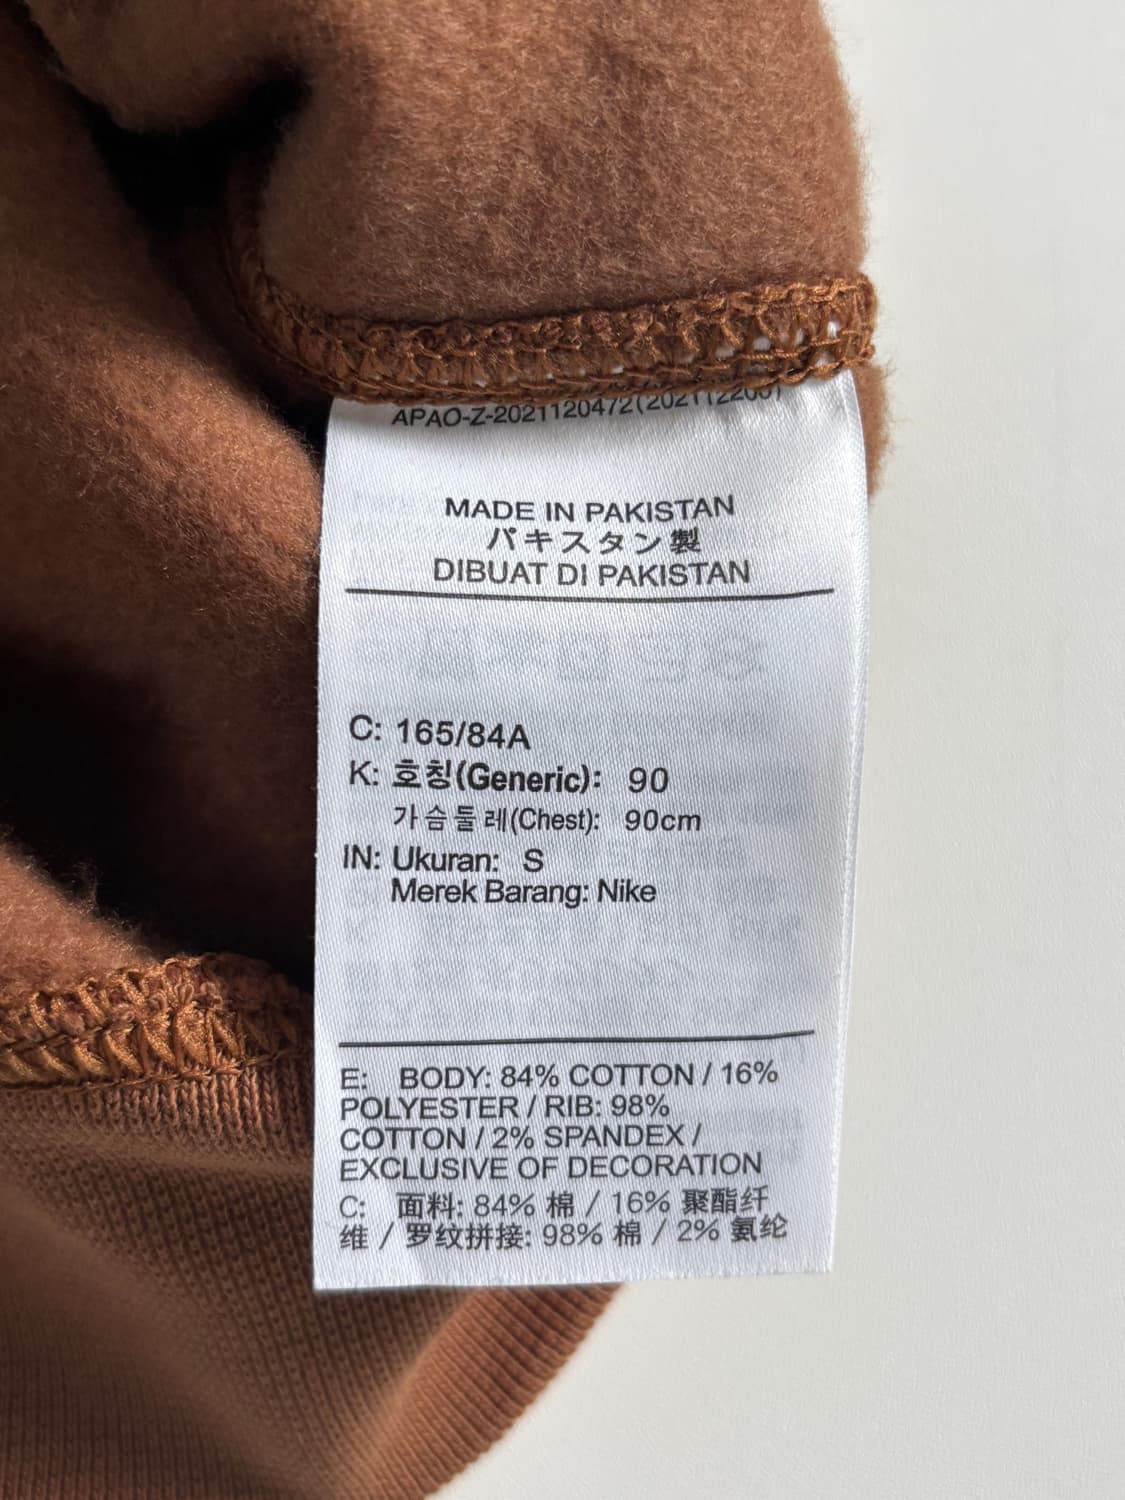 APAO-Z-2021120472(202112200)
MADE IN PAKISTAN
パキスタン製
DIBUAT DI PAKISTAN
C: 165/84A
K: 호칭(Generic): 90
가슴둘레(Chest): 90cm
IN: Ukuran: S
Merek Barang: Nike
E: BODY: 84% COTTON / 16%
POLYESTER / RIB: 98%
COTTON / 2% SPANDEX /
EXCLUSIVE OF DECORATION
C: 面料: 84% 棉 / 16% 聚酯纤
维 / 罗纹拼接: 98% 棉 / 2% 氨纶